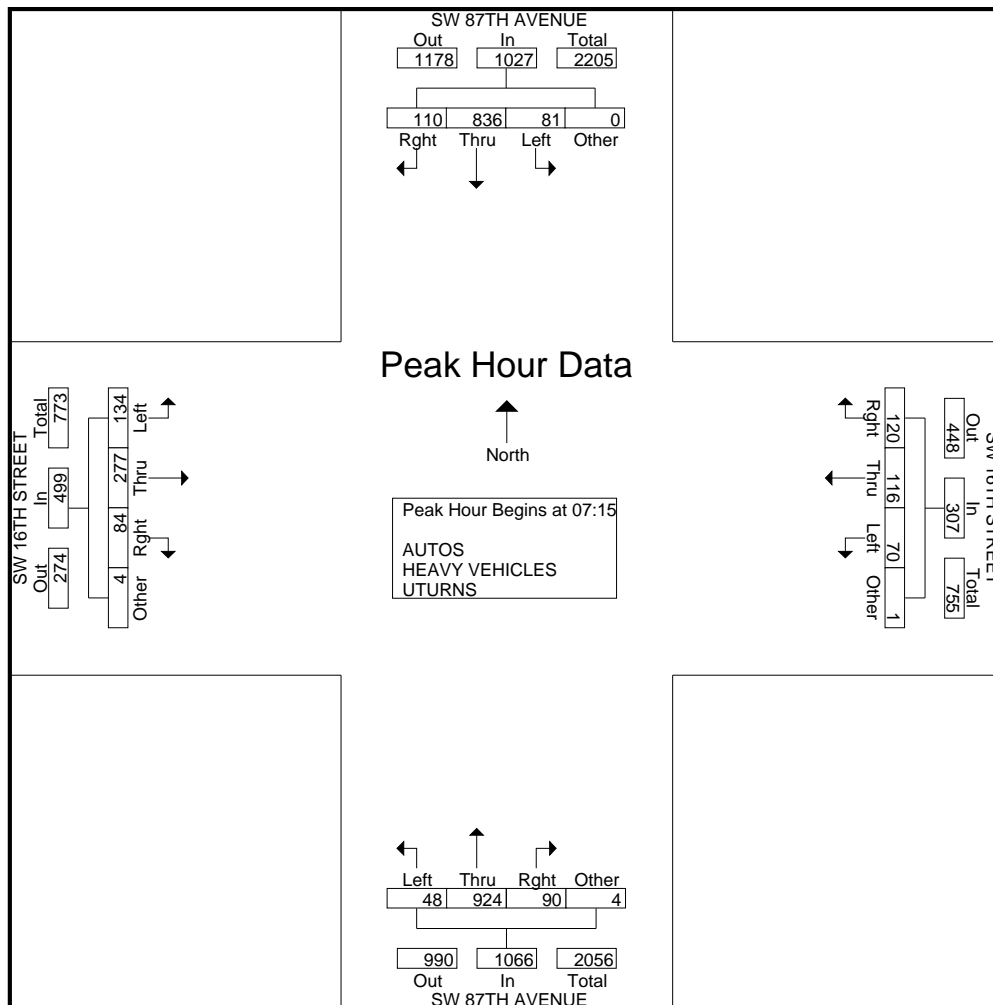 SW 87TH AVENUE
Out In Total
1178 1027 2205
110 836 81 0
Rght Thru Left Other
Peak Hour Data
North
Peak Hour Begins at 07:15
AUTOS
HEAVY VEHICLES
UTURNS
SW 16TH STREET
Total In Out
773 499 274
134 277 84 4
Left Thru Rght Other
Rght Thru Left Other
120 116 70 1
Out In Total
448 307 755
SW 16TH STREET
Left Thru Rght Other
48 924 90 4
990 1066 2056
Out In Total
SW 87TH AVENUE